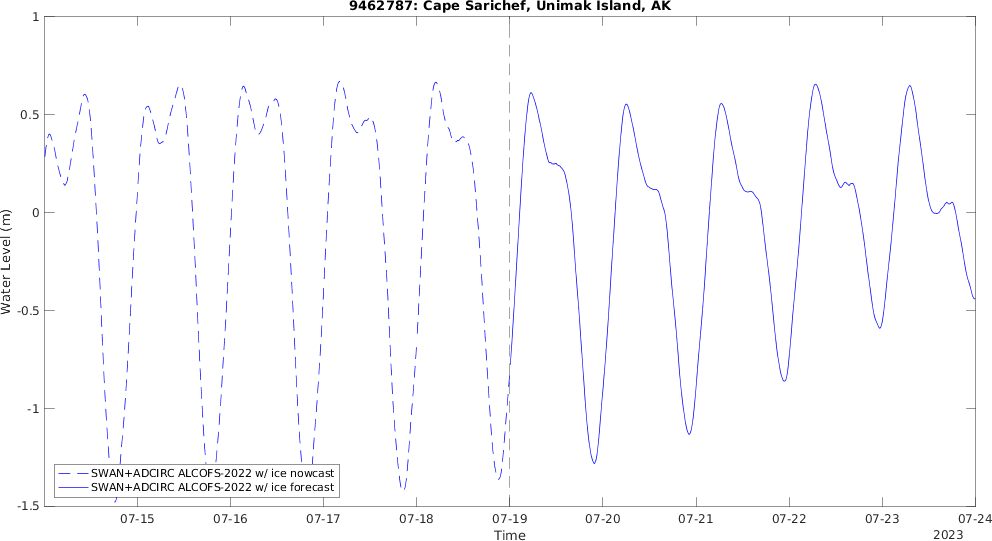 9462787: Cape Sarichef, Unimak Island, AK
1
0.5
0
-0.5
-1
-1.5
Water Level (m)
SWAN+ADCIRC ALCOFS-2022 w/ ice nowcast
SWAN+ADCIRC ALCOFS-2022 w/ ice forecast
07-15 07-16 07-17 07-18 07-19 07-20 07-21 07-22 07-23 07-24
Time
2023